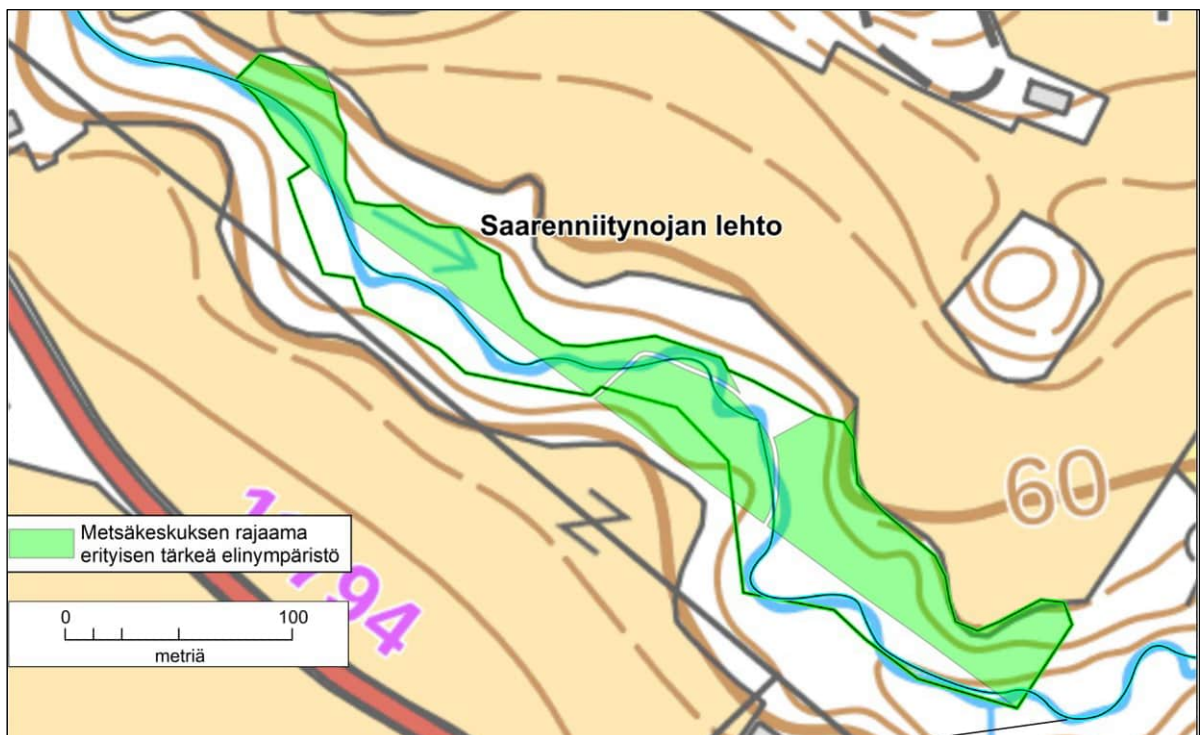 Saarenniitynojan lehto
60
Metsäkeskuksen rajaama
erityisen tärkeä elinympäristö
0 100
metriä